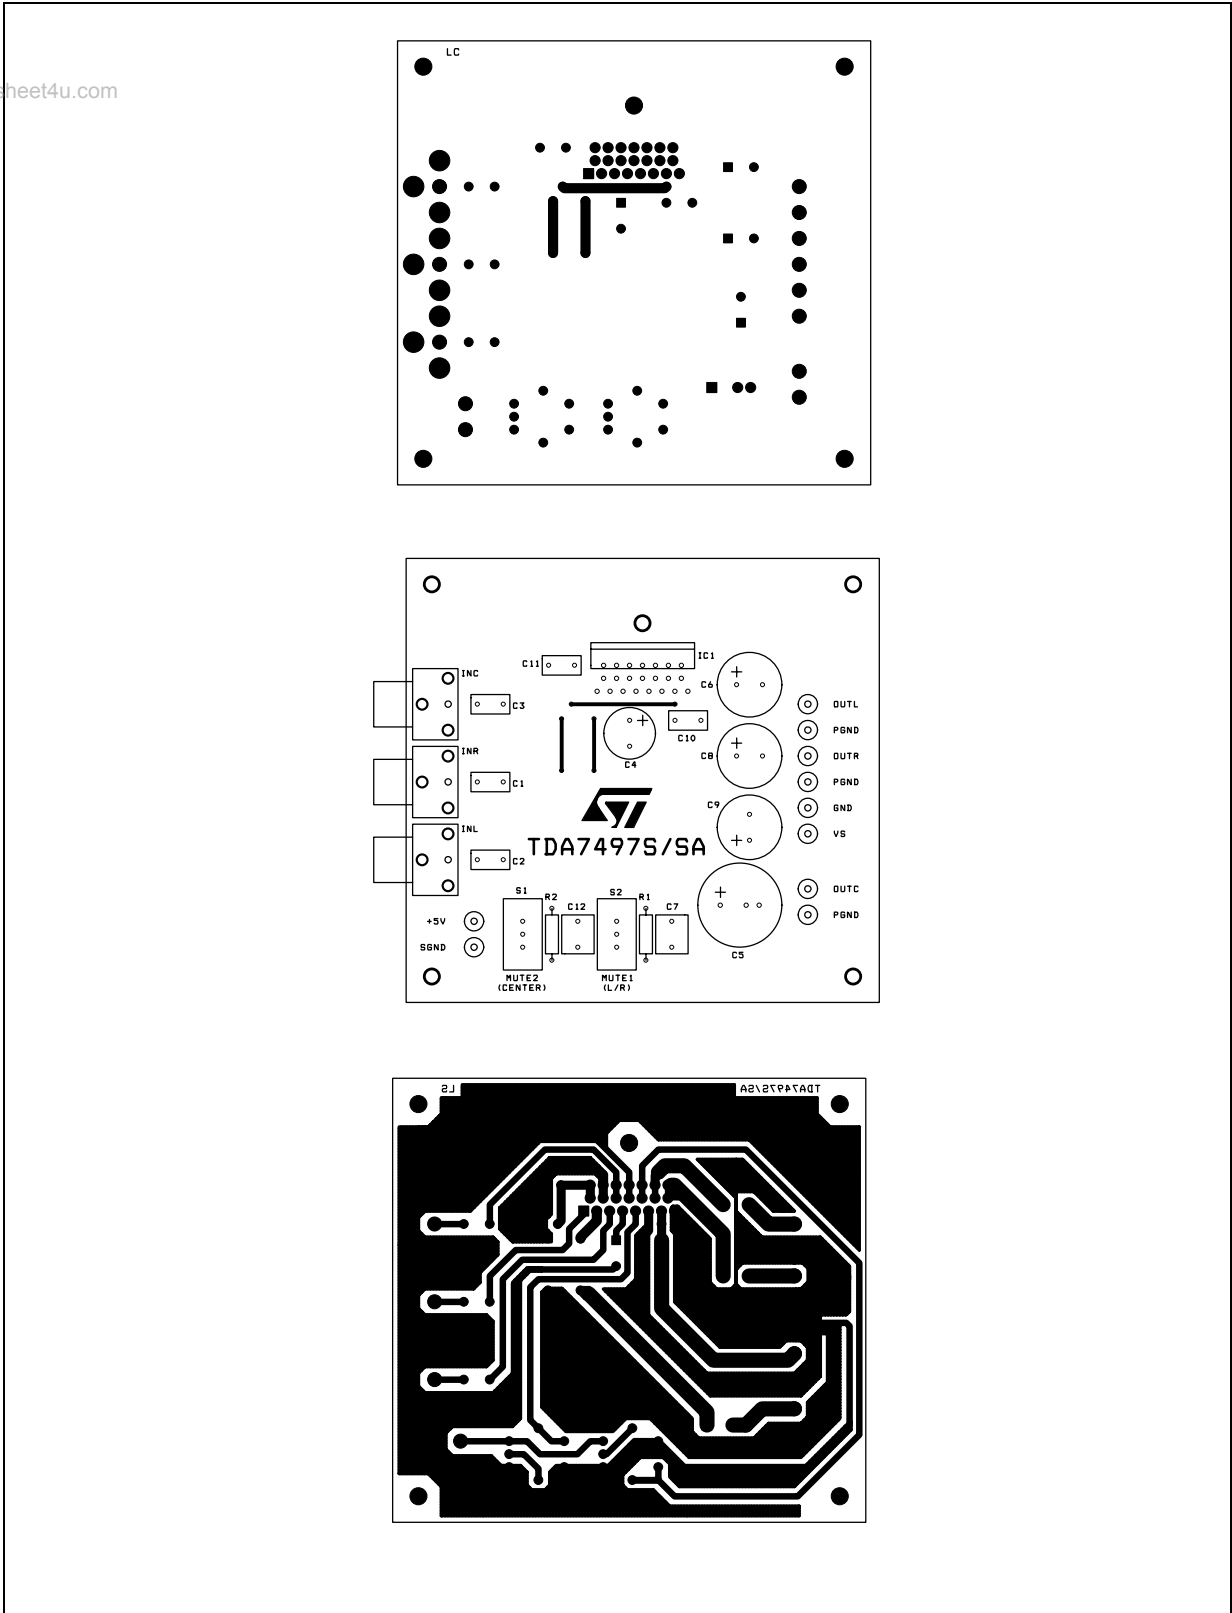 LC
sheet4u.com
IC1
C11
C6
INC
C3
OUTL
PGND
C10
INR
C8
OUTR
C4
C1
PGND
C9
GND
ST
INL
VS
TDA7497S/SA
C2
S1
R2
S2
R1
OUTC
C12
C7
+5V
PGND
SGND
C5
MUTE2
(CENTER)
MUTE1
(L/R)
LS
TDA7497S/SA